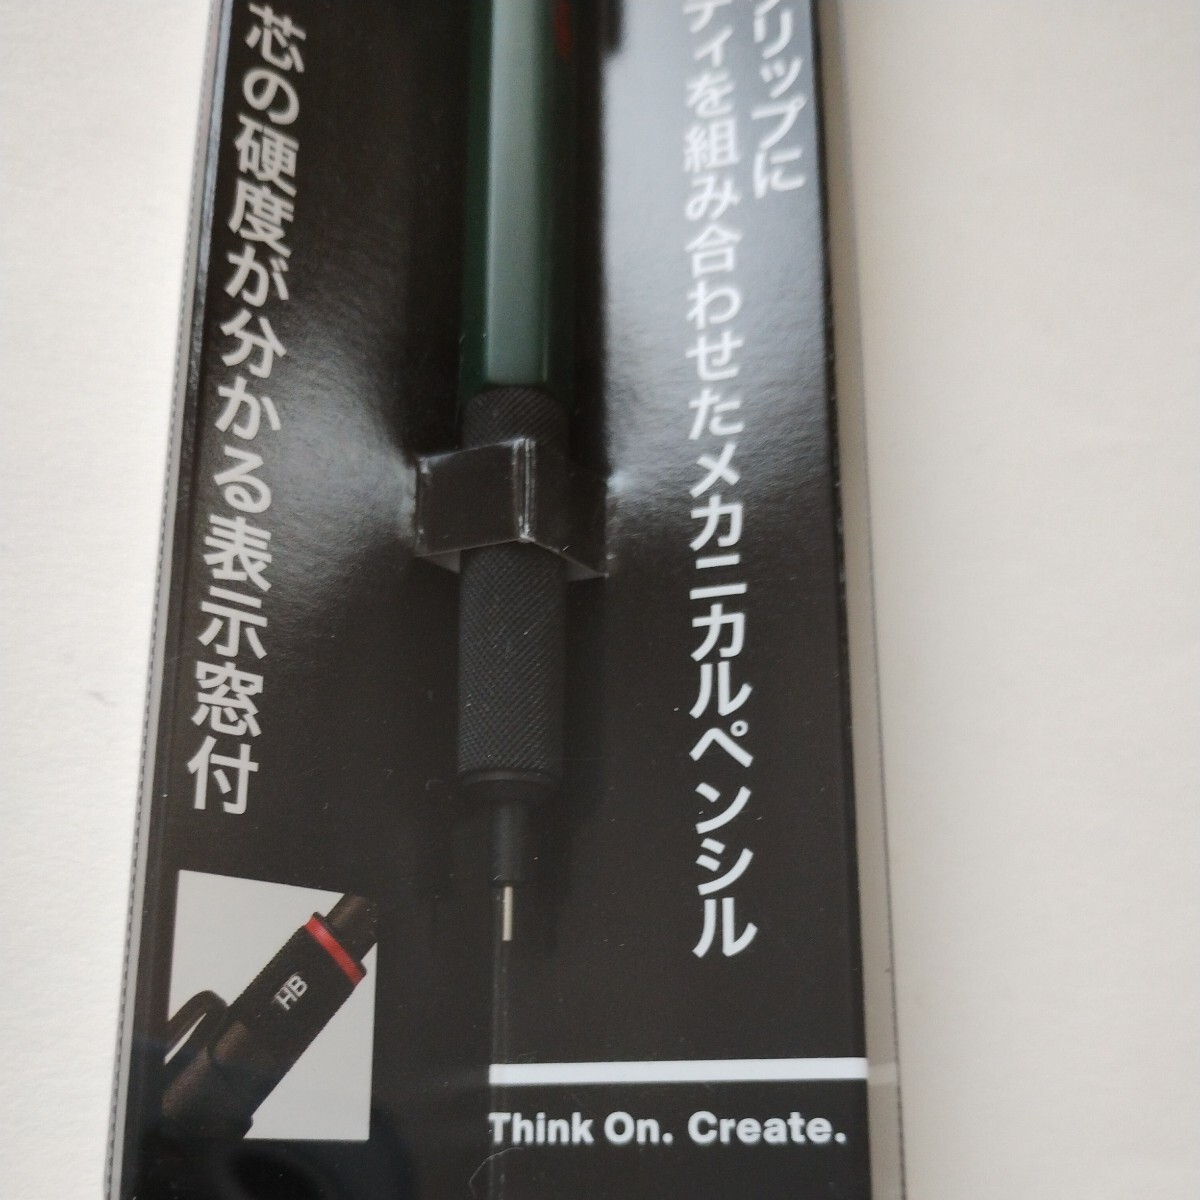 リップに
ティを組み合わせたメカニカルペンシル
芯の硬度が分かる表示窓付
HB
Think On. Create.